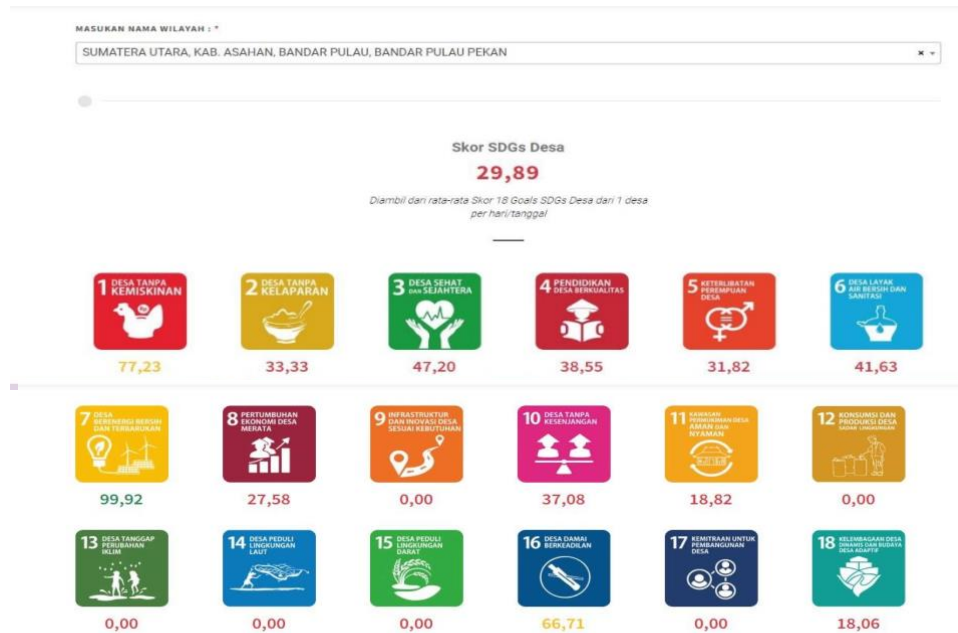 MASUKAN NAMA WILAYAH : *
SUMATERA UTARA, KAB. ASAHAN, BANDAR PULAU, BANDAR PULAU PEKAN
Skor SDGs Desa
29,89
Diambil dari rata-rata Skor 18 Goals SDGs Desa dari 1 desa
per hari/tanggal
1 DESA TANPA
KEMISKINAN
77,23
2 DESA TANPA
KELAPARAN
33,33
3 DESA SEHAT
DAN SEJAHTERA
47,20
4 PENDIDIKAN
DESA BERKUALITAS
38,55
5 KETERLIBATAN
PEREMPUAN
DESA
31,82
6 DESA LAYAK
AIR BERSIH DAN
SANITASI
41,63
7 DESA
BERENERGI BERSIH
DAN TERBARUKAN
99,92
8 PERTUMBUHAN
EKONOMI DESA
MERATA
27,58
9 INFRASTRUKTUR
DAN INOVASI DESA
SESUAI KEBUTUHAN
0,00
10 DESA TANPA
KESENJANGAN
37,08
11 KAWASAN
PERMUKIMAN DESA
AMAN DAN
NYAMAN
18,82
12 KONSUMSI DAN
PRODUKSI DESA
SADAR LINGKUNGAN
0,00
13 DESA TANGGAP
PERUBAHAN
IKLIM
0,00
14 DESA PEDULI
LINGKUNGAN
LAUT
0,00
15 DESA PEDULI
LINGKUNGAN
DARAT
0,00
16 DESA DAMAI
BERKEADILAN
66,71
17 KEMITRAAN UNTUK
PEMBANGUNAN
DESA
0,00
18 KELEMBAGAAN DESA
DINAMIS DAN BUDAYA
DESA ADAPTIF
18,06